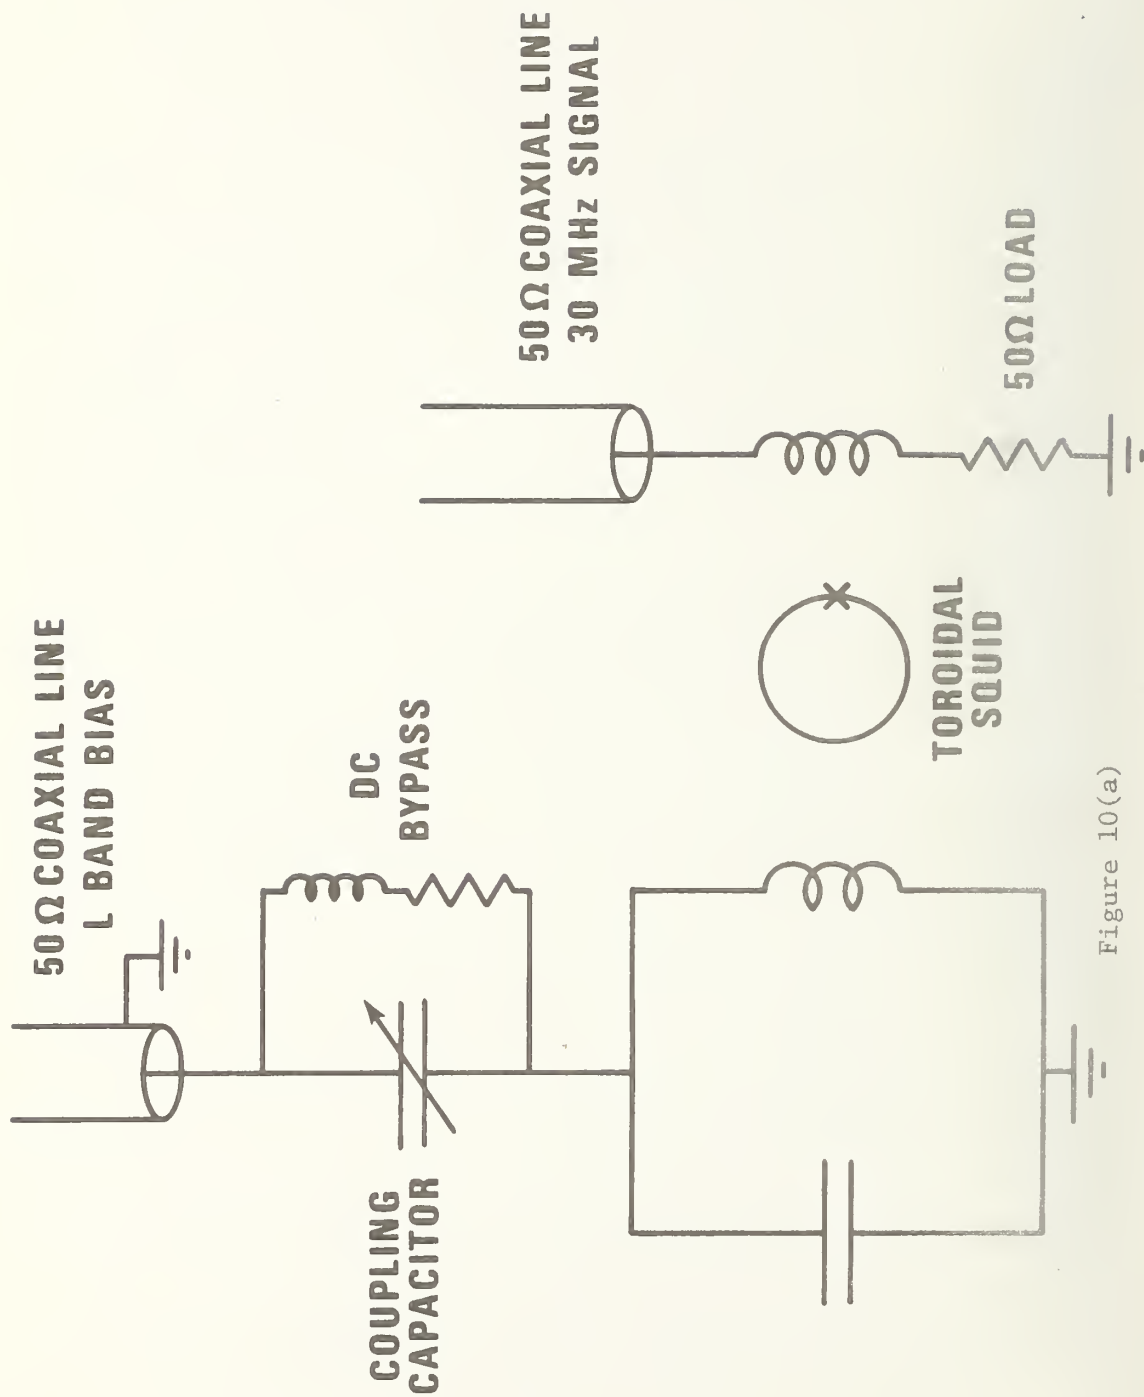 50 Ω COAXIAL LINE
L BAND BIAS
COUPLING
CAPACITOR
DC
BYPASS
50 Ω COAXIAL LINE
30 MHz SIGNAL
TOROIDAL
SQUID
50Ω LOAD
Figure 10(a)